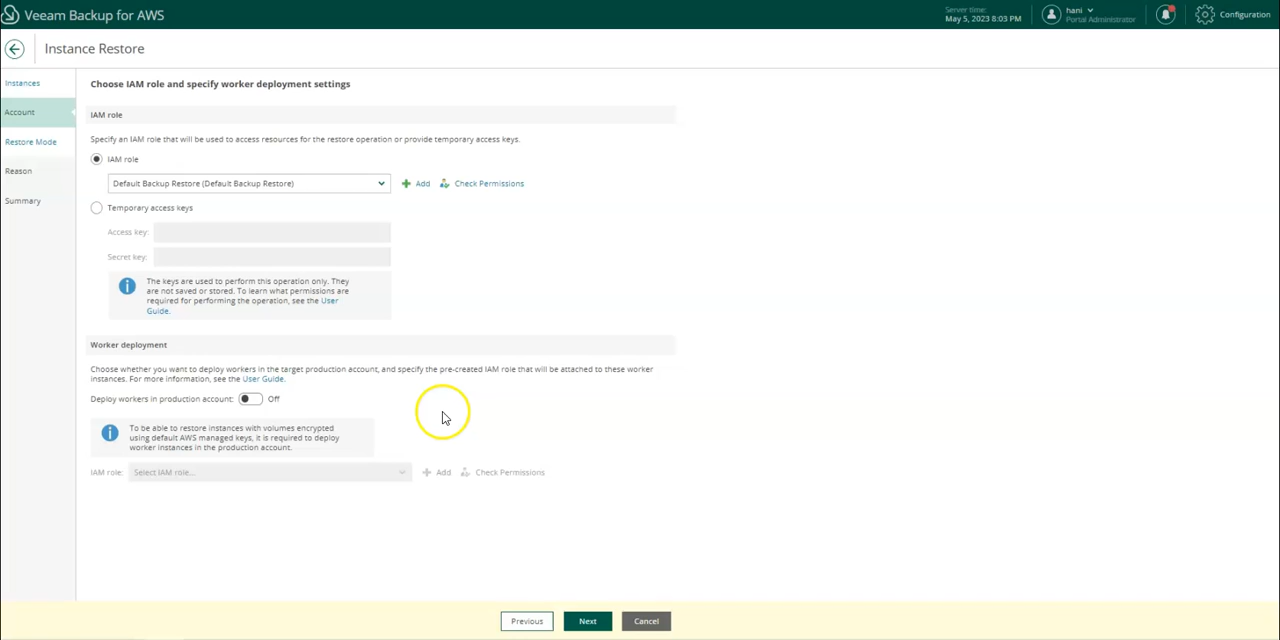 Veeam Backup for AWS
Server time:
May 5, 2023 8:03 PM
hani
Portal Administrator
Configuration
Instance Restore
Instances
Account
Restore Mode
Reason
Summary
Choose IAM role and specify worker deployment settings
IAM role
Specify an IAM role that will be used to access resources for the restore operation or provide temporary access keys.
IAM role
Default Backup Restore (Default Backup Restore)
Add
Check Permissions
Temporary access keys
Access key:
Secret key:
The keys are used to perform this operation only. They
are not saved or stored. To learn what permissions are
required for performing the operation, see the User
Guide.
Worker deployment
Choose whether you want to deploy workers in the target production account, and specify the pre-created IAM role that will be attached to these worker
instances. For more information, see the User Guide.
Deploy workers in production account: Off
To be able to restore instances with volumes encrypted
using default AWS managed keys, it is required to deploy
worker instances in the production account.
IAM role: Select IAM role... Add Check Permissions
Previous
Next
Cancel